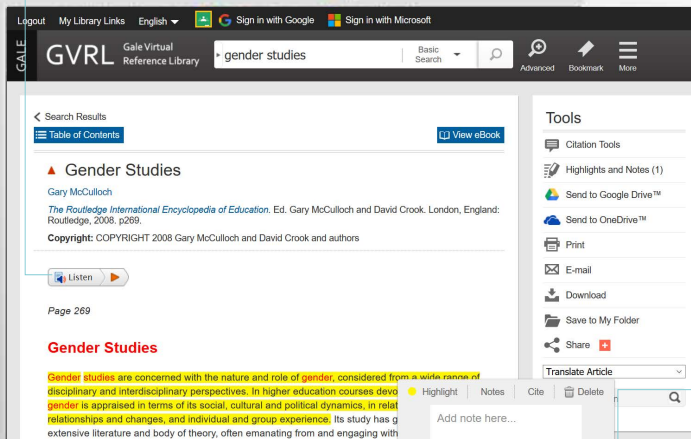 Logout My Library Links English Sign in with Google Sign in with Microsoft
GALE
GVRL Gale Virtual Reference Library
gender studies
Basic Search
Advanced Bookmark More
Search Results
Table of Contents View eBook
Gender Studies
Gary McCulloch
The Routledge International Encyclopedia of Education. Ed. Gary McCulloch and David Crook. London, England:
Routledge, 2008. p269.
Copyright: COPYRIGHT 2008 Gary McCulloch and David Crook and authors
Listen
Page 269
Gender Studies
Gender studies are concerned with the nature and role of gender, considered from a wide range of
disciplinary and interdisciplinary perspectives. In higher education courses devo
gender is appraised in terms of its social, cultural and political dynamics, in relat
relationships and changes, and individual and group experience. Its study has g
extensive literature and body of theory, often emanating from and engaging with
Highlight Notes Cite Delete
Add note here...
Tools
Citation Tools
Highlights and Notes (1)
Send to Google Drive™
Send to OneDrive™
Print
E-mail
Download
Save to My Folder
Share
Translate Article